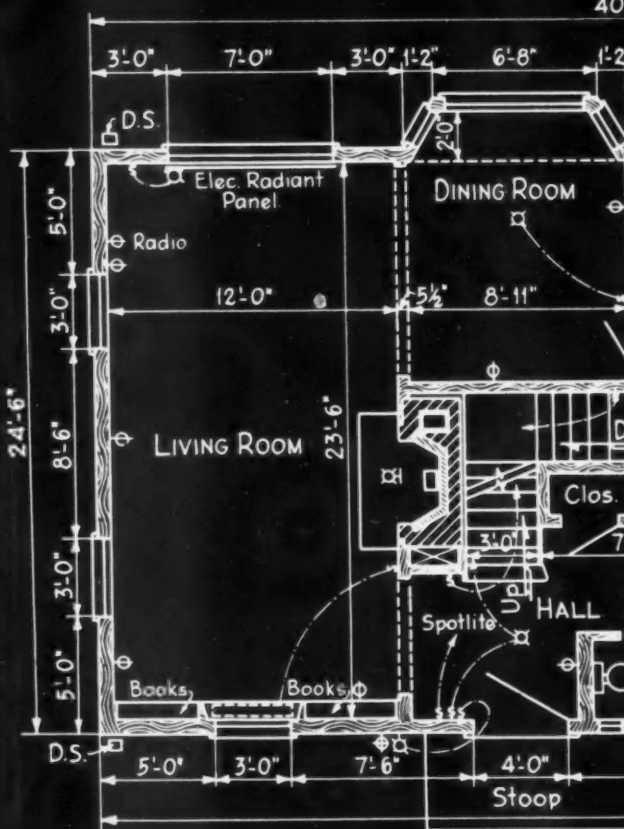 40
3'-0" 7'-0" 3'-0" 1'-2" 6'-8" 1'-2
D.S.
2'-0"
Elec. Radiant
Panel
DINING ROOM
5'-0"
Radio
12'-0" 5½" 8'-11"
3'-0"
24'-6"
8'-6"
LIVING ROOM
23'-6"
D
Clos.
3'-0" 7
3'-0"
UP
HALL
Spotlite
5'-0"
Books
Books
D.S.
5'-0" 3'-0" 7'-6" 4'-0"
Stoop